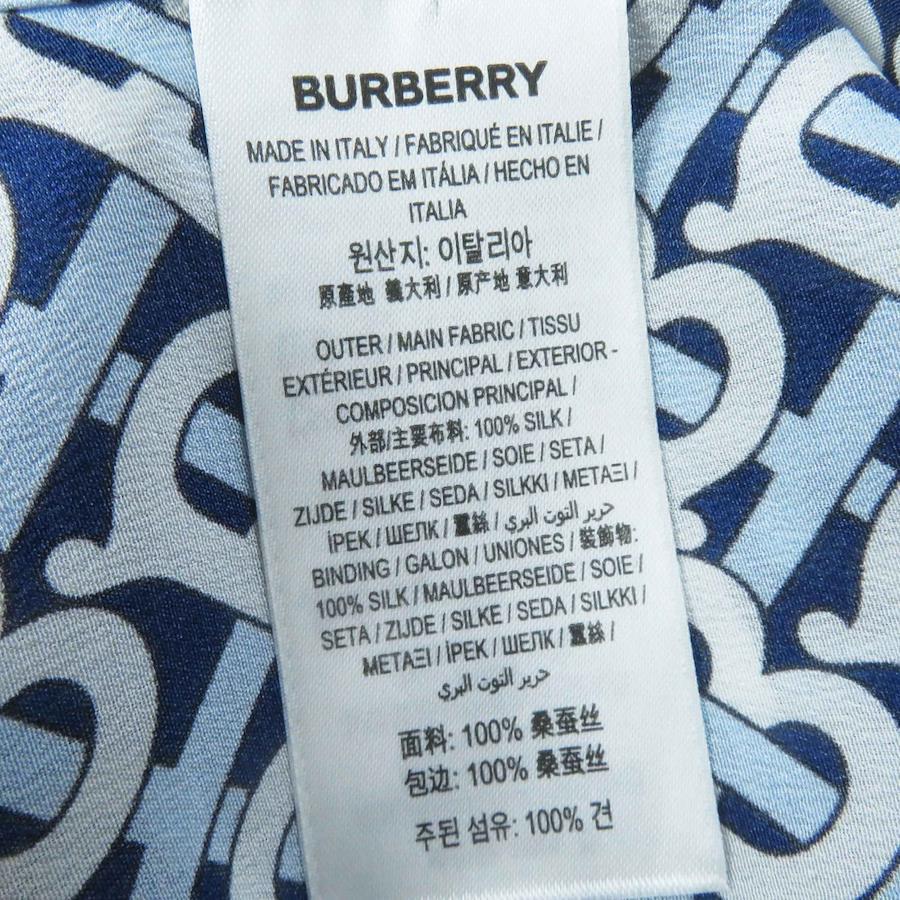 BURBERRY
MADE IN ITALY / FABRIQUÉ EN ITALIE /
FABRICADO EM ITÁLIA / HECHO EN
ITALIA
원산지: 이탈리아
原産地 義大利 / 原产地 意大利
OUTER / MAIN FABRIC / TISSU
EXTÉRIEUR / PRINCIPAL / EXTERIOR -
COMPOSICION PRINCIPAL /
外部/主要布料: 100% SILK /
MAULBEERSEIDE / SOIE / SETA /
ZIJDE / SILKE / SEDA / SILKKI / ΜΕΤΑΞΙ /
İPEK / ШЕЛК / 蠶絲 / حرير التوت البري /
BINDING / GALON / UNIONES / 裝飾物:
100% SILK / MAULBEERSEIDE / SOIE /
SETA / ZIJDE / SILKE / SEDA / SILKKI /
ΜΕΤΑΞΙ / İPEK / ШЕЛК / 蠶絲 /
حرير التوت البري
面料: 100% 桑蚕丝
包边: 100% 桑蚕丝
주된 섬유: 100% 견